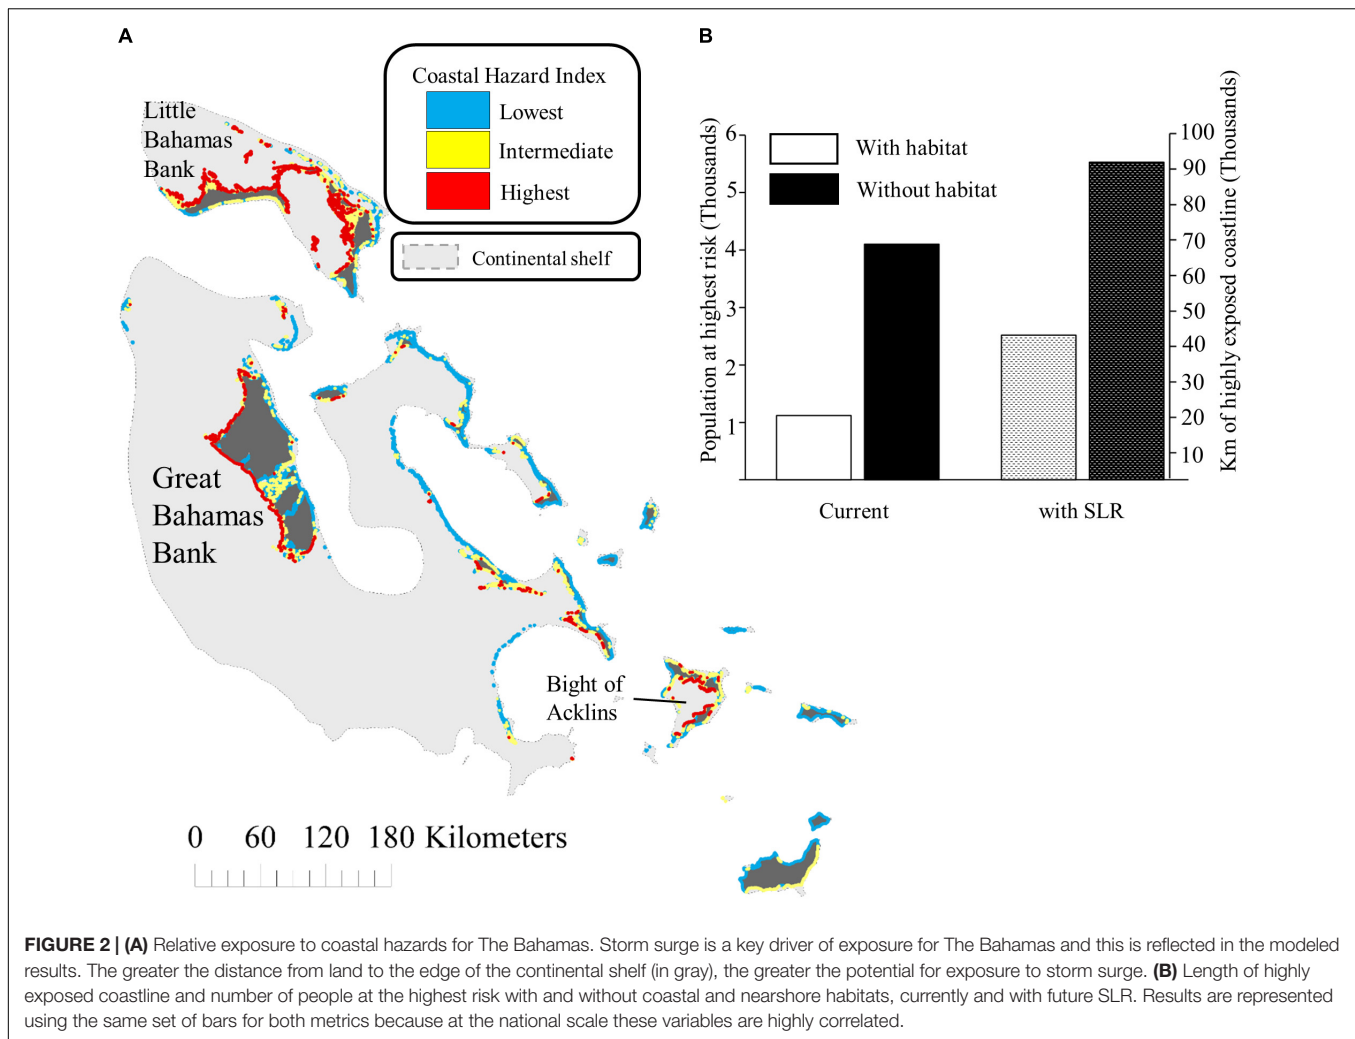 A
Little
Bahamas
Bank
Coastal Hazard Index
Lowest
Intermediate
Highest
Continental shelf
Great
Bahamas
Bank
Bight of
Acklins
0 60 120 180 Kilometers
B
Population at highest risk (Thousands)
6
5
4
3
2
1
With habitat
Without habitat
100
90
80
70
60
50
40
30
20
10
Km of highly exposed coastline (Thousands)
Current
with SLR
FIGURE 2 | (A) Relative exposure to coastal hazards for The Bahamas. Storm surge is a key driver of exposure for The Bahamas and this is reflected in the modeled
results. The greater the distance from land to the edge of the continental shelf (in gray), the greater the potential for exposure to storm surge. (B) Length of highly
exposed coastline and number of people at the highest risk with and without coastal and nearshore habitats, currently and with future SLR. Results are represented
using the same set of bars for both metrics because at the national scale these variables are highly correlated.